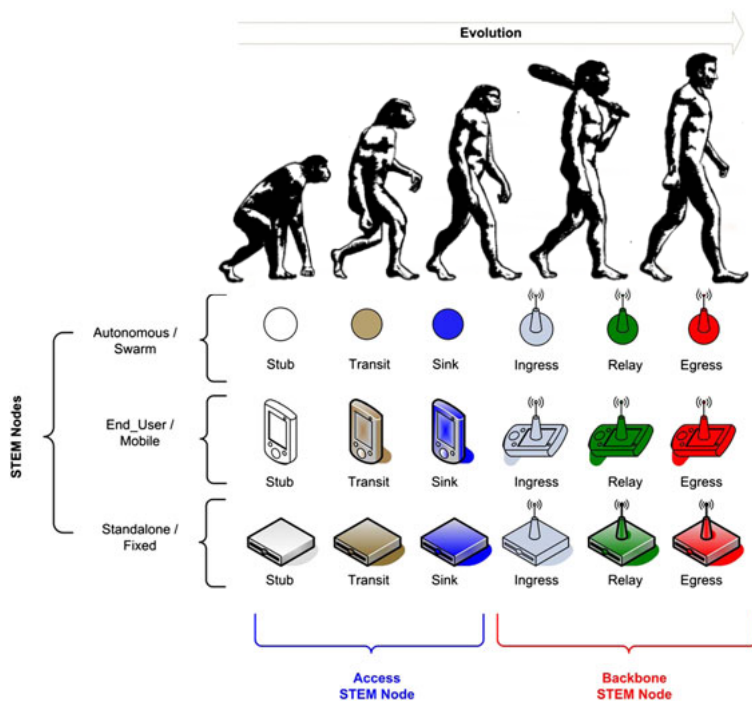 Evolution
STEM Nodes
Autonomous /
Swarm
Stub
Transit
Sink
Ingress
Relay
Egress
End_User /
Mobile
Stub
Transit
Sink
Ingress
Relay
Egress
Standalone /
Fixed
Stub
Transit
Sink
Ingress
Relay
Egress
Access
STEM Node
Backbone
STEM Node